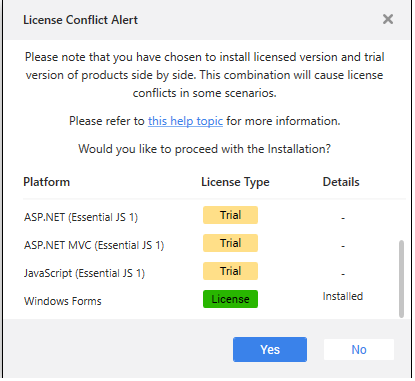 License Conflict Alert
Please note that you have chosen to install licensed version and trial
version of products side by side. This combination will cause license
conflicts in some scenarios.
Please refer to this help topic for more information.
Would you like to proceed with the Installation?
Platform License Type Details
ASP.NET (Essential JS 1) Trial -
ASP.NET MVC (Essential JS 1) Trial -
JavaScript (Essential JS 1) Trial -
Windows Forms License Installed
Yes No